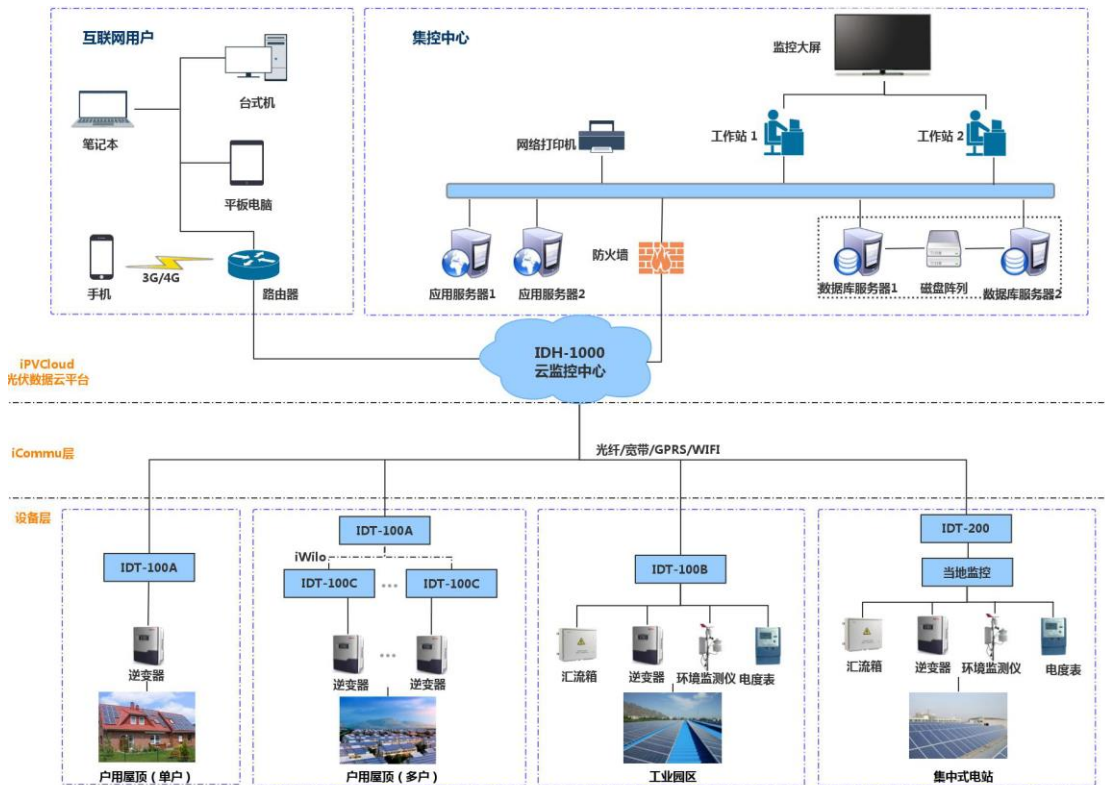 互联网用户
台式机
笔记本
平板电脑
手机
3G/4G
路由器
集控中心
监控大屏
网络打印机
工作站 1
工作站 2
应用服务器1
应用服务器2
防火墙
数据库服务器1
磁盘阵列
数据库服务器2
IDH-1000
云监控中心
iPVCloud
光伏数据云平台
iCommu层
光纤/宽带/GPRS/WIFI
设备层
IDT-100A
逆变器
户用屋顶（单户）
IDT-100A
iWilo
IDT-100C
...
IDT-100C
...
逆变器
逆变器
户用屋顶（多户）
IDT-100B
汇流箱
逆变器
环境监测仪
电度表
工业园区
IDT-200
当地监控
汇流箱
逆变器
环境监测仪
电度表
集中式电站